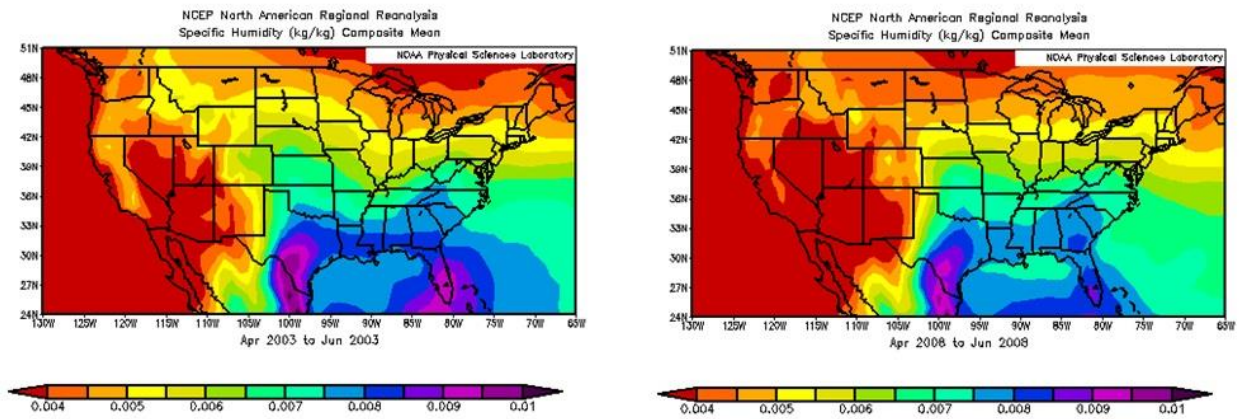 NCEP North American Regional Reanalysis
Specific Humidity (kg/kg) Composite Mean
NOAA Physical Sciences Laboratory
51N
48N
45N
42N
39N
36N
33N
30N
27N
24N
130W 125W 120W 115W 110W 105W 100W 95W 90W 85W 80W 75W 70W 65W
Apr 2003 to Jun 2003
0.004 0.005 0.006 0.007 0.008 0.009 0.01
NCEP North American Regional Reanalysis
Specific Humidity (kg/kg) Composite Mean
NOAA Physical Sciences Laboratory
51N
48N
45N
42N
39N
36N
33N
30N
27N
24N
130W 125W 120W 115W 110W 105W 100W 95W 90W 85W 80W 75W 70W 65W
Apr 2008 to Jun 2008
0.004 0.005 0.006 0.007 0.008 0.009 0.01